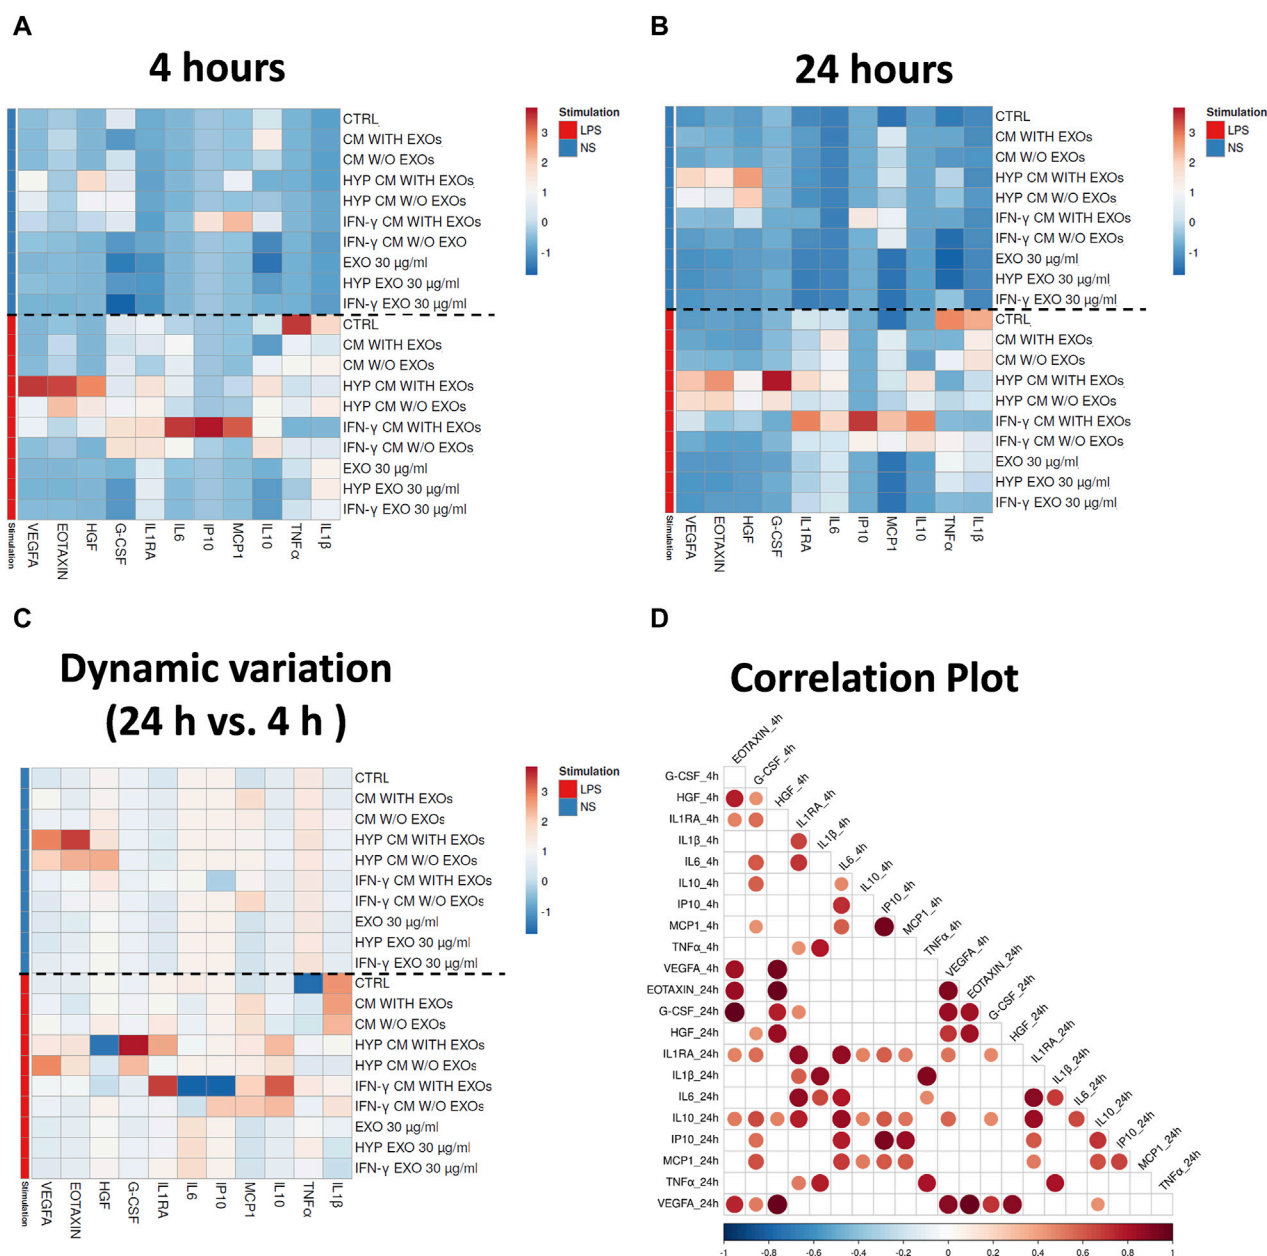 A
4 hours
CTRL
CM WITH EXOs
CM W/O EXOs
HYP CM WITH EXOs
HYP CM W/O EXOs
IFN-γ CM WITH EXOs
IFN-γ CM W/O EXO
EXO 30 µg/ml
HYP EXO 30 µg/ml
IFN-γ EXO 30 µg/ml
CTRL
CM WITH EXOs
CM W/O EXOs
HYP CM WITH EXOs
HYP CM W/O EXOs
IFN-γ CM WITH EXOs
IFN-γ CM W/O EXOs
EXO 30 µg/ml
HYP EXO 30 µg/ml
IFN-γ EXO 30 µg/ml
Stimulation
VEGFA
EOTAXIN
HGF
G-CSF
IL1RA
IL6
IP10
MCP1
IL10
TNFα
IL1β
3
2
1
0
-1
Stimulation
LPS
NS
B
24 hours
CTRL
CM WITH EXOs
CM W/O EXOs
HYP CM WITH EXOs
HYP CM W/O EXOs
IFN-γ CM WITH EXOs
IFN-γ CM W/O EXOs
EXO 30 µg/ml
HYP EXO 30 µg/ml
IFN-γ EXO 30 µg/ml
CTRL
CM WITH EXOs
CM W/O EXOs
HYP CM WITH EXOs
HYP CM W/O EXOs
IFN-γ CM WITH EXOs
IFN-γ CM W/O EXOs
EXO 30 µg/ml
HYP EXO 30 µg/ml
IFN-γ EXO 30 µg/ml
Stimulation
VEGFA
EOTAXIN
HGF
G-CSF
IL1RA
IL6
IP10
MCP1
IL10
TNFα
IL1β
3
2
1
0
-1
Stimulation
LPS
NS
C
Dynamic variation
(24 h vs. 4 h )
CTRL
CM WITH EXOs
CM W/O EXOs
HYP CM WITH EXOs
HYP CM W/O EXOs
IFN-γ CM WITH EXOs
IFN-γ CM W/O EXOs
EXO 30 µg/ml
HYP EXO 30 µg/ml
IFN-γ EXO 30 µg/ml
CTRL
CM WITH EXOs
CM W/O EXOs
HYP CM WITH EXOs
HYP CM W/O EXOs
IFN-γ CM WITH EXOs
IFN-γ CM W/O EXOs
EXO 30 µg/ml
HYP EXO 30 µg/ml
IFN-γ EXO 30 µg/ml
Stimulation
VEGFA
EOTAXIN
HGF
G-CSF
IL1RA
IL6
IP10
MCP1
IL10
TNFα
IL1β
3
2
1
0
-1
Stimulation
LPS
NS
D
Correlation Plot
EOTAXIN_4h
G-CSF_4h
HGF_4h
IL1RA_4h
IL1β_4h
IL6_4h
IL10_4h
IP10_4h
MCP1_4h
TNFα_4h
VEGFA_4h
EOTAXIN_24h
G-CSF_24h
HGF_24h
IL1RA_24h
IL1β_24h
IL6_24h
IL10_24h
IP10_24h
MCP1_24h
TNFα_24h
G-CSF_4h
HGF_4h
IL1RA_4h
IL1β_4h
IL6_4h
IL10_4h
IP10_4h
MCP1_4h
TNFα_4h
VEGFA_4h
EOTAXIN_24h
G-CSF_24h
HGF_24h
IL1RA_24h
IL1β_24h
IL6_24h
IL10_24h
IP10_24h
MCP1_24h
TNFα_24h
VEGFA_24h
-1 -0.8 -0.6 -0.4 -0.2 0 0.2 0.4 0.6 0.8 1